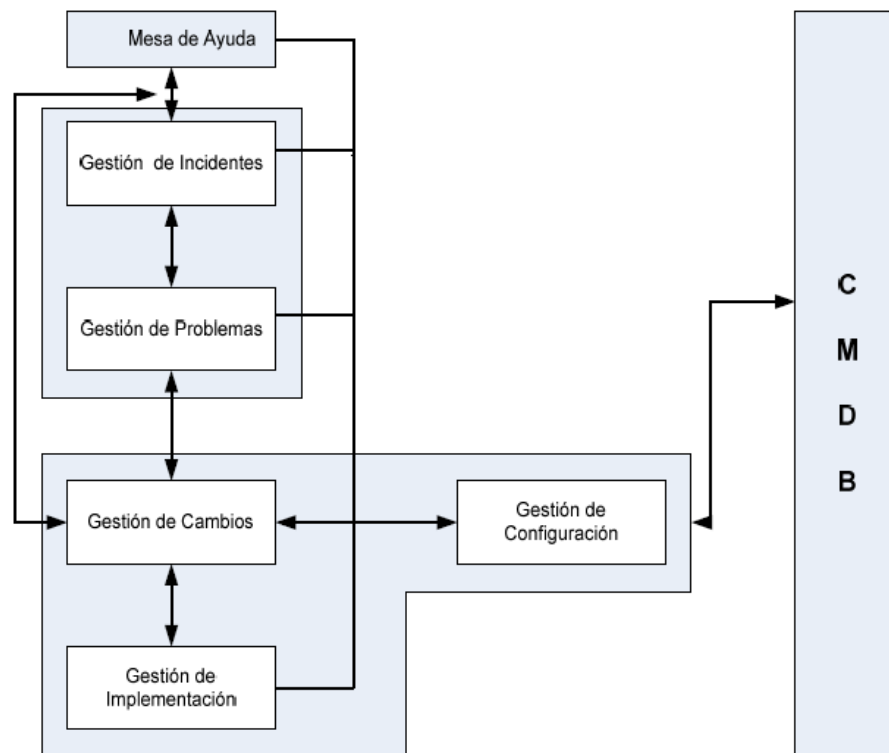 Mesa de Ayuda
Gestión de Incidentes
Gestión de Problemas
Gestión de Cambios
Gestión de
Configuración
Gestión de
Implementación
C
M
D
B